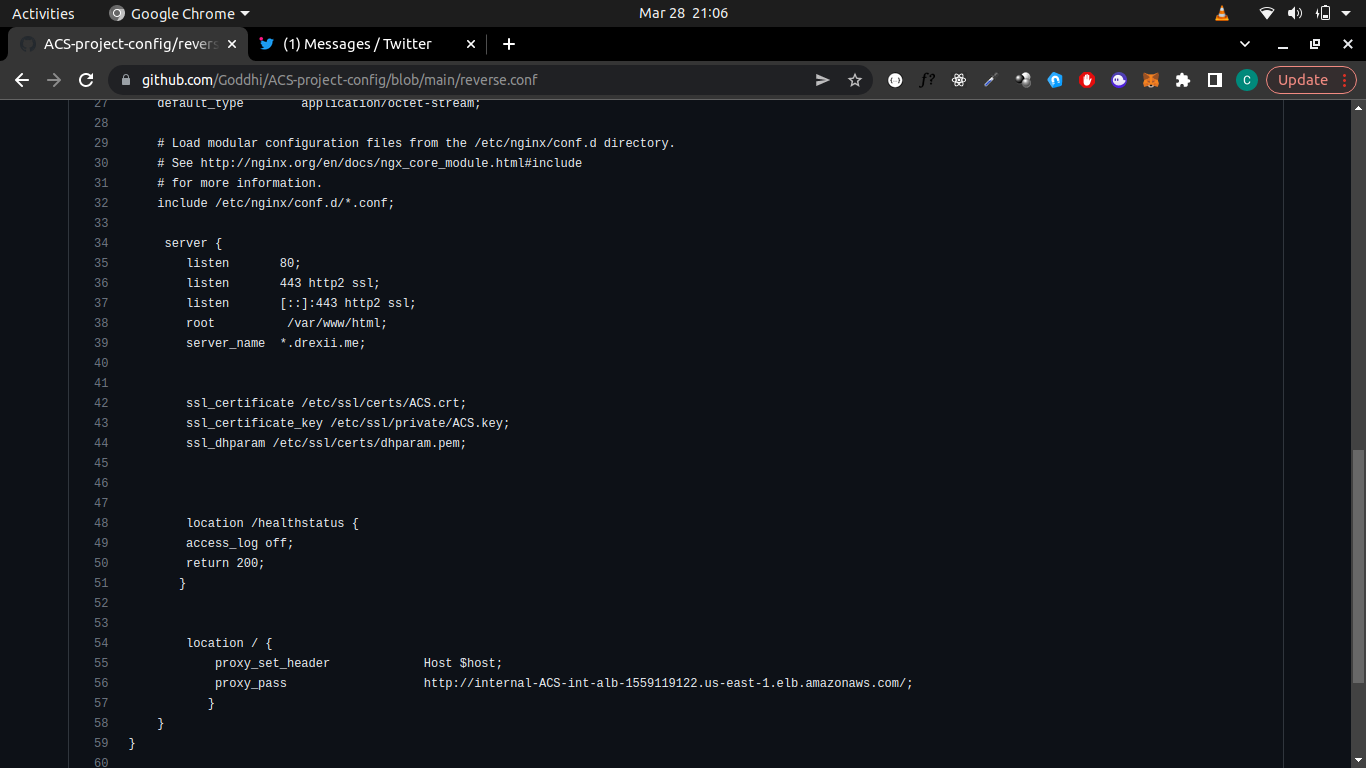 Activities Google Chrome Mar 28 21:06
ACS-project-config/revers (1) Messages / Twitter
github.com/Goddhi/ACS-project-config/blob/main/reverse.conf f? C Update
27 default_type application/octet-stream;
28
29 # Load modular configuration files from the /etc/nginx/conf.d directory.
30 # See http://nginx.org/en/docs/ngx_core_module.html#include
31 # for more information.
32 include /etc/nginx/conf.d/*.conf;
33
34 server {
35 listen 80;
36 listen 443 http2 ssl;
37 listen [::]:443 http2 ssl;
38 root /var/www/html;
39 server_name *.drexii.me;
40
41
42 ssl_certificate /etc/ssl/certs/ACS.crt;
43 ssl_certificate_key /etc/ssl/private/ACS.key;
44 ssl_dhparam /etc/ssl/certs/dhparam.pem;
45
46
47
48 location /healthstatus {
49 access_log off;
50 return 200;
51 }
52
53
54 location / {
55 proxy_set_header Host $host;
56 proxy_pass http://internal-ACS-int-alb-1559119122.us-east-1.elb.amazonaws.com/;
57 }
58 }
59 }
60